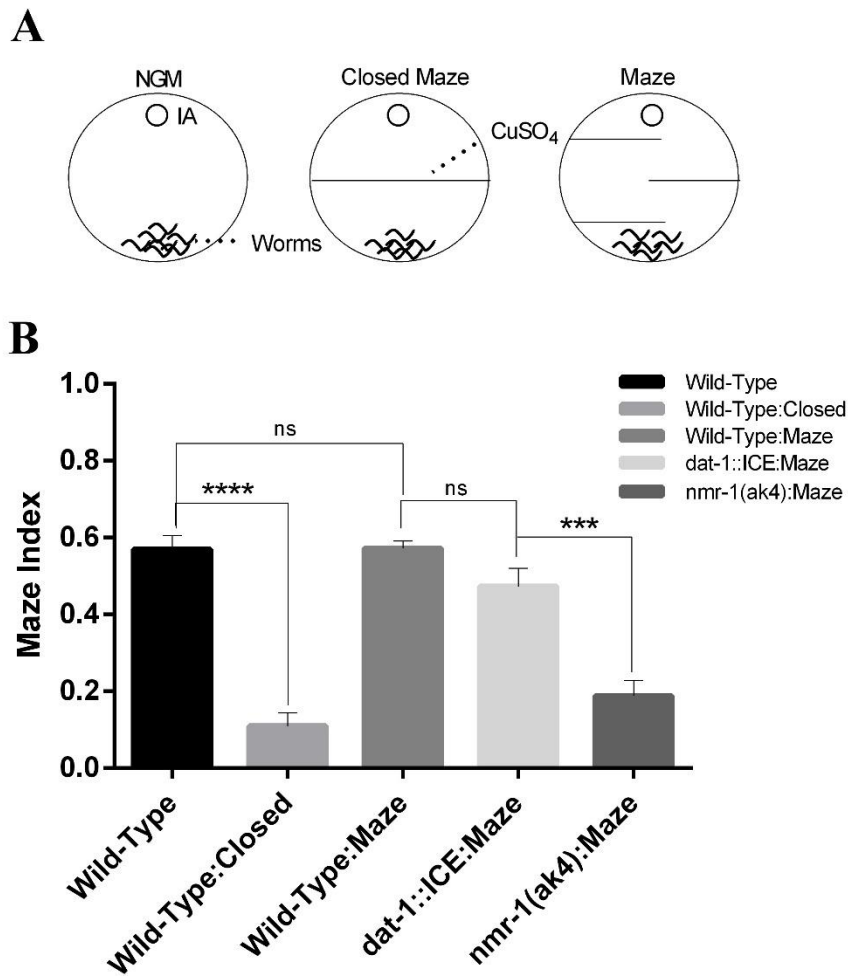 A
NGM
Closed Maze
Maze
IA
CuSO₄
Worms
B
1.0
0.8
0.6
0.4
0.2
0.0
Maze Index
ns
****
ns
***
Wild-Type
Wild-Type:Closed
Wild-Type:Maze
dat-1::ICE:Maze
nmr-1(ak4):Maze
Wild-Type
Wild-Type:Closed
Wild-Type:Maze
dat-1::ICE:Maze
nmr-1(ak4):Maze